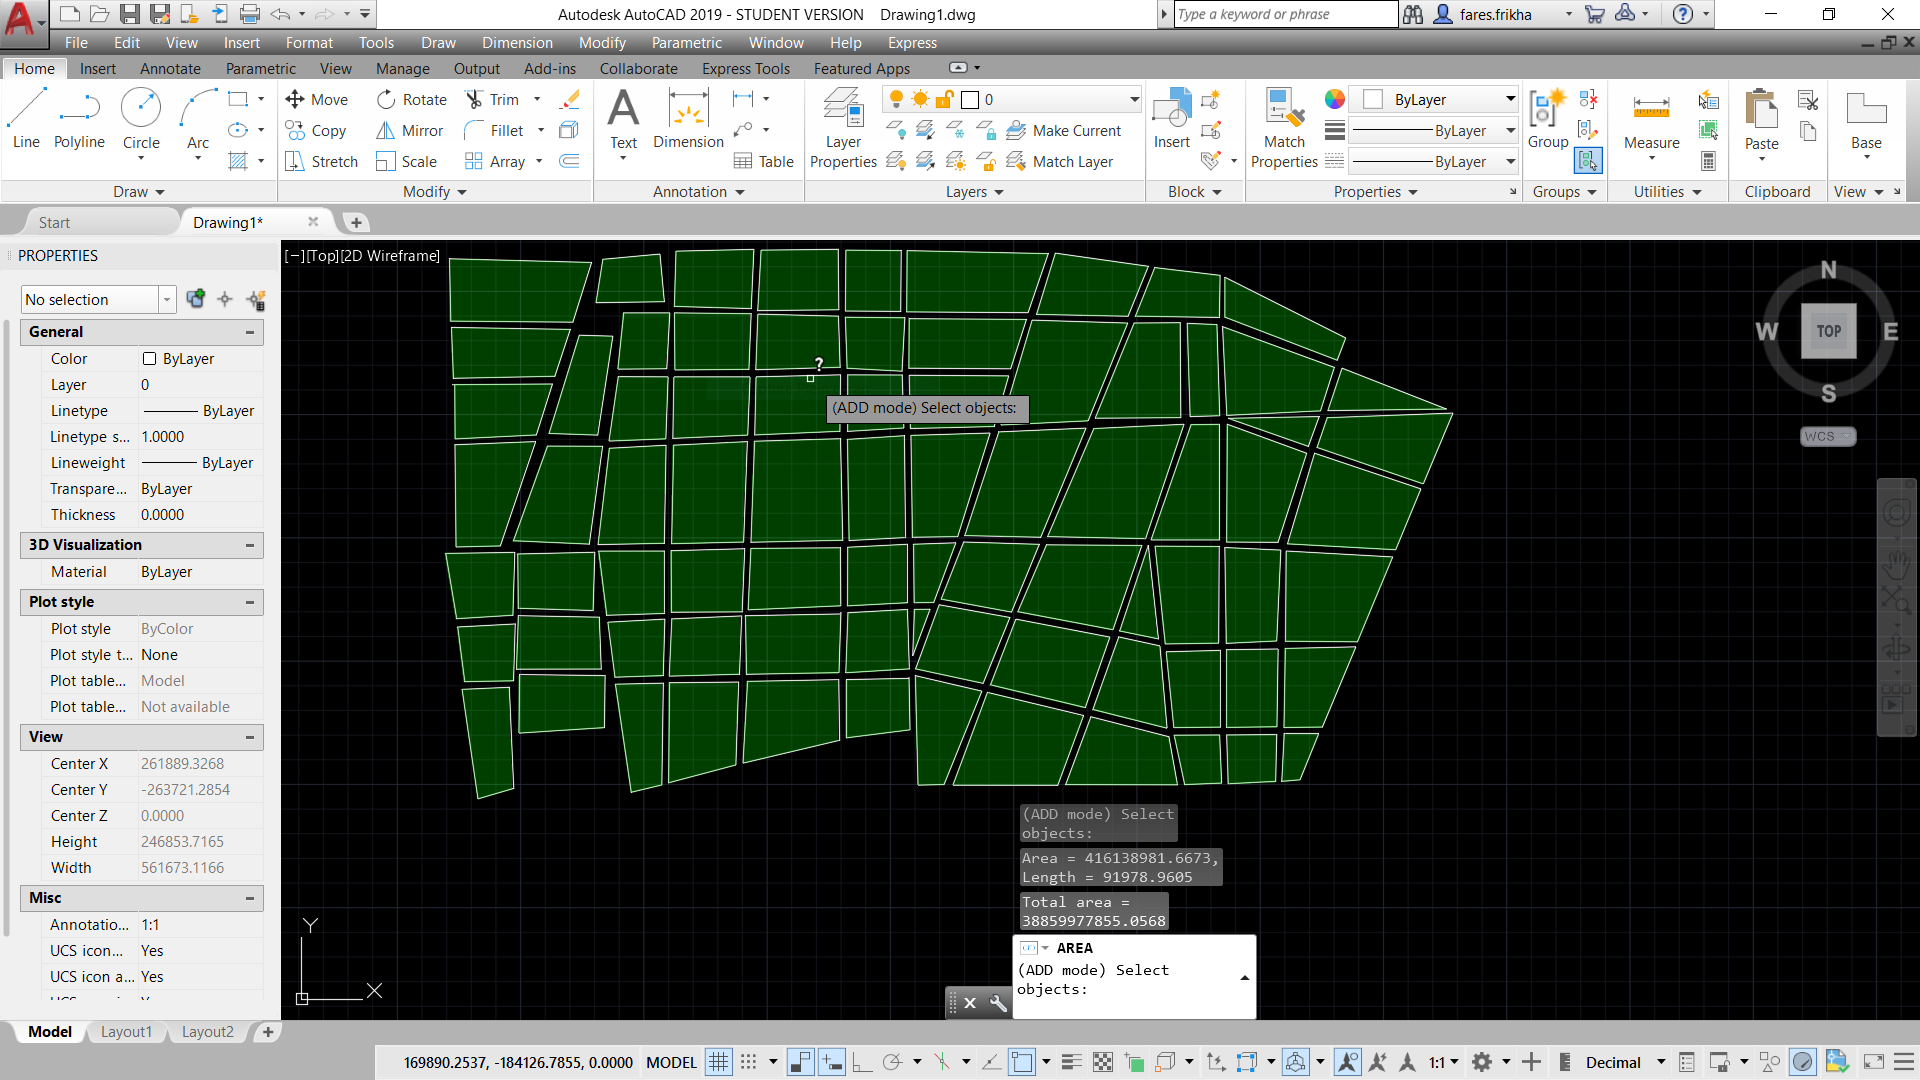 Autodesk AutoCAD 2019 - STUDENT VERSION Drawing1.dwg
Type a keyword or phrase
fares.frikha
File Edit View Insert Format Tools Draw Dimension Modify Parametric Window Help Express
Home Insert Annotate Parametric View Manage Output Add-ins Collaborate Express Tools Featured Apps
Line Polyline Circle Arc
Move Rotate Trim
Copy Mirror Fillet
Stretch Scale Array
Text Dimension Table
Layer Properties
0
Make Current
Match Layer
Insert
Match Properties
ByLayer
ByLayer
ByLayer
Group
Measure
Paste
Base
Draw Modify Annotation Layers Block Properties Groups Utilities Clipboard View
Start Drawing1*
PROPERTIES
No selection
General
Color ByLayer
Layer 0
Linetype ByLayer
Linetype s... 1.0000
Lineweight ByLayer
Transpare... ByLayer
Thickness 0.0000
3D Visualization
Material ByLayer
Plot style
Plot style ByColor
Plot style t... None
Plot table... Model
Plot table... Not available
View
Center X 261889.3268
Center Y -263721.2854
Center Z 0.0000
Height 246853.7165
Width 561673.1166
Misc
Annotatio... 1:1
UCS icon... Yes
UCS icon a... Yes
[−][Top][2D Wireframe]
N
W TOP E
S
WCS
?
(ADD mode) Select objects:
(ADD mode) Select
objects:
Area = 416138981.6673,
Length = 91978.9605
Total area =
38859977855.0568
AREA
(ADD mode) Select
objects:
Y
X
Model Layout1 Layout2
169890.2537, -184126.7855, 0.0000 MODEL 1:1 Decimal